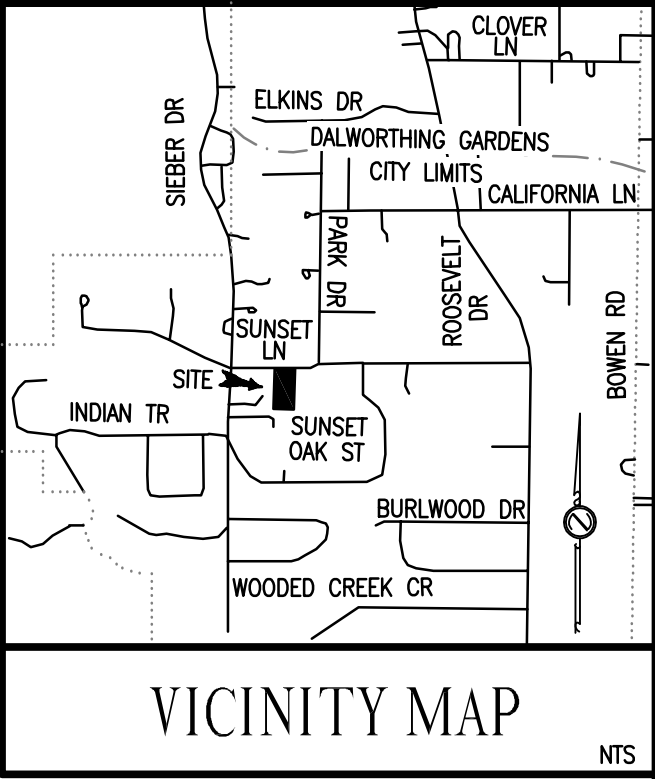 CLOVER
LN
ELKINS DR
SIEBER DR
DALWORTHING GARDENS
CITY LIMITS
CALIFORNIA LN
PARK DR
ROOSEVELT
DR
BOWEN RD
SUNSET
LN
SITE
INDIAN TR
SUNSET
OAK ST
BURLWOOD DR
WOODED CREEK CR
VICINITY MAP
NTS